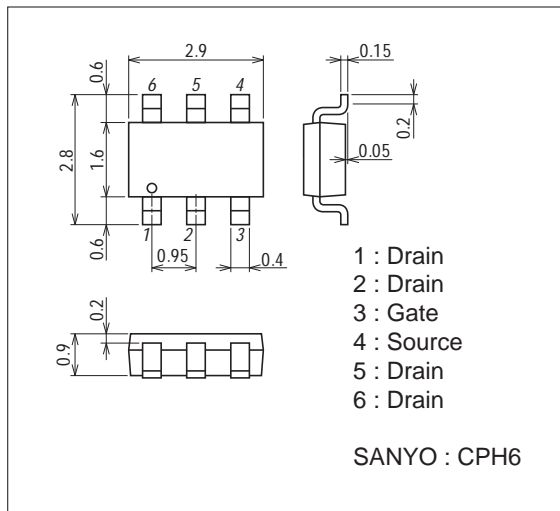 2.9
0.15
0.6
6 5 4
0.2
2.8
1.6
0.05
0.6
1 2 3
0.95
0.4
1 : Drain
2 : Drain
3 : Gate
4 : Source
5 : Drain
6 : Drain
0.2
0.9
SANYO : CPH6